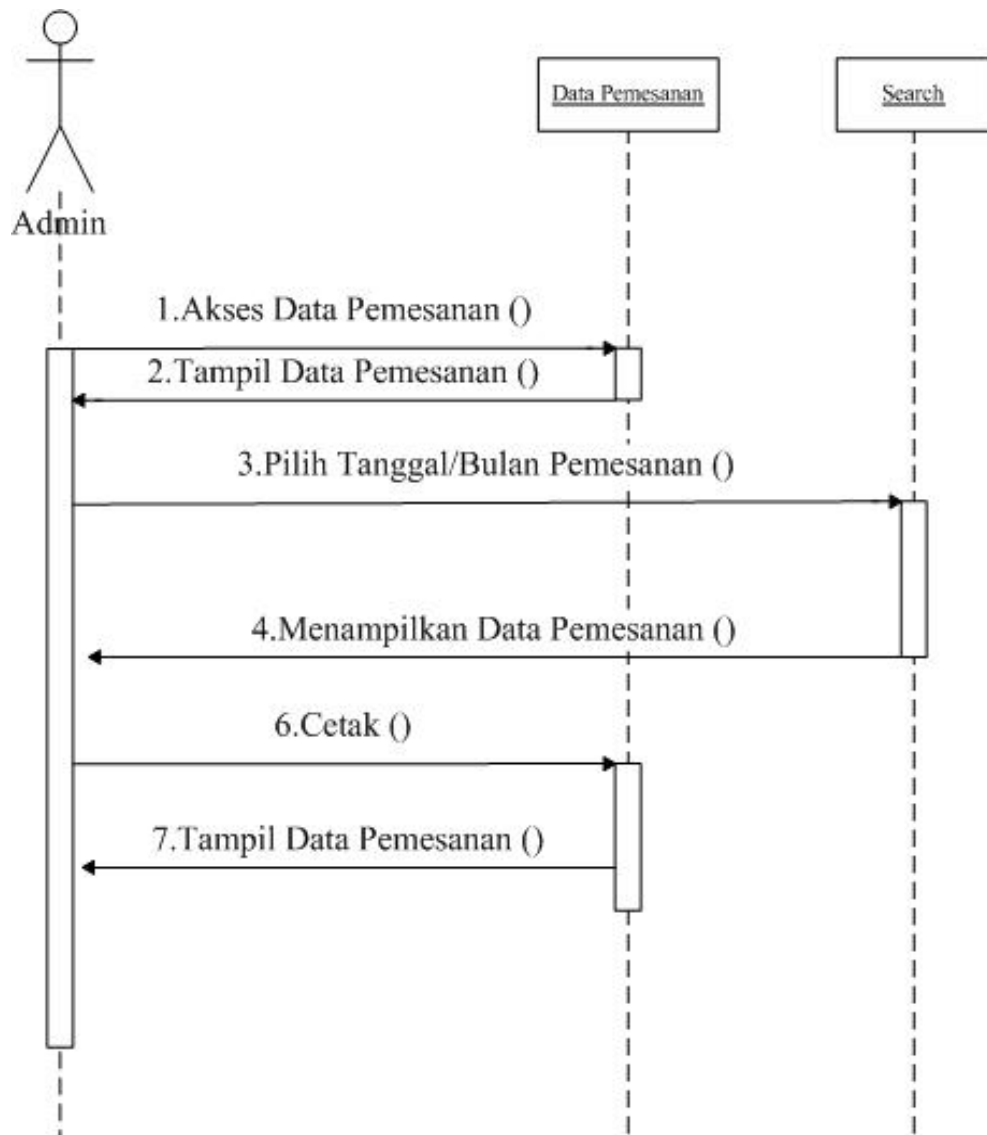 Data Pemesanan
Search
Admin
1.Akses Data Pemesanan ()
2.Tampil Data Pemesanan ()
3.Pilih Tanggal/Bulan Pemesanan ()
4.Menampilkan Data Pemesanan ()
6.Cetak ()
7.Tampil Data Pemesanan ()